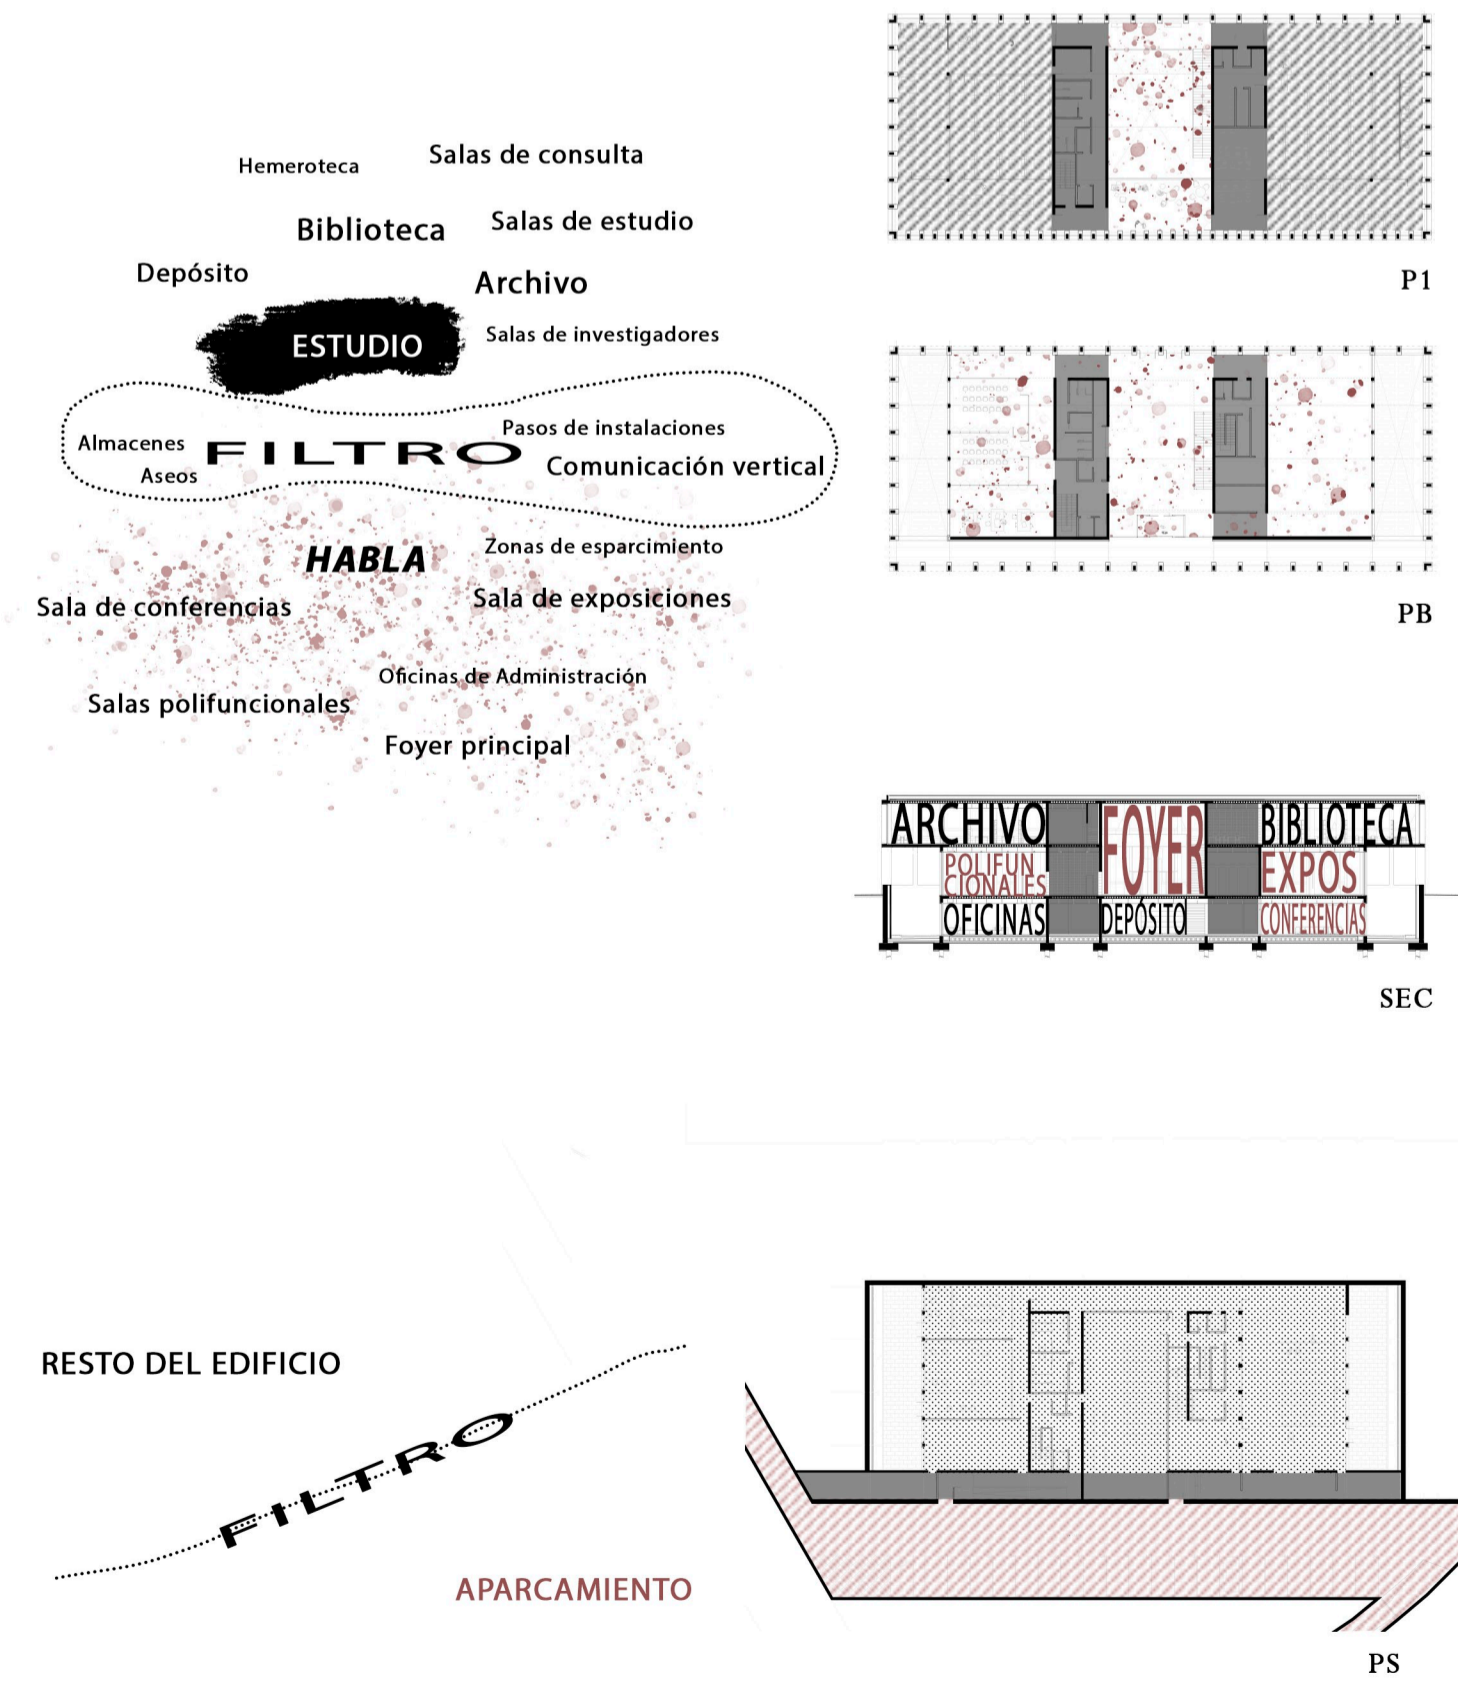 Hemeroteca
Salas de consulta
Biblioteca
Salas de estudio
Depósito
Archivo
ESTUDIO
Salas de investigadores
Almacenes
FILTRO
Pasos de instalaciones
Aseos
Comunicación vertical
HABLA
Zonas de esparcimiento
Sala de conferencias
Sala de exposiciones
Oficinas de Administración
Salas polifuncionales
Foyer principal
P1
PB
ARCHIVO
FOYER
BIBLIOTECA
POLIFUN
CIONALES
EXPOS
OFICINAS
DEPÓSITO
CONFERENCIAS
SEC
RESTO DEL EDIFICIO
FILTRO
APARCAMIENTO
PS